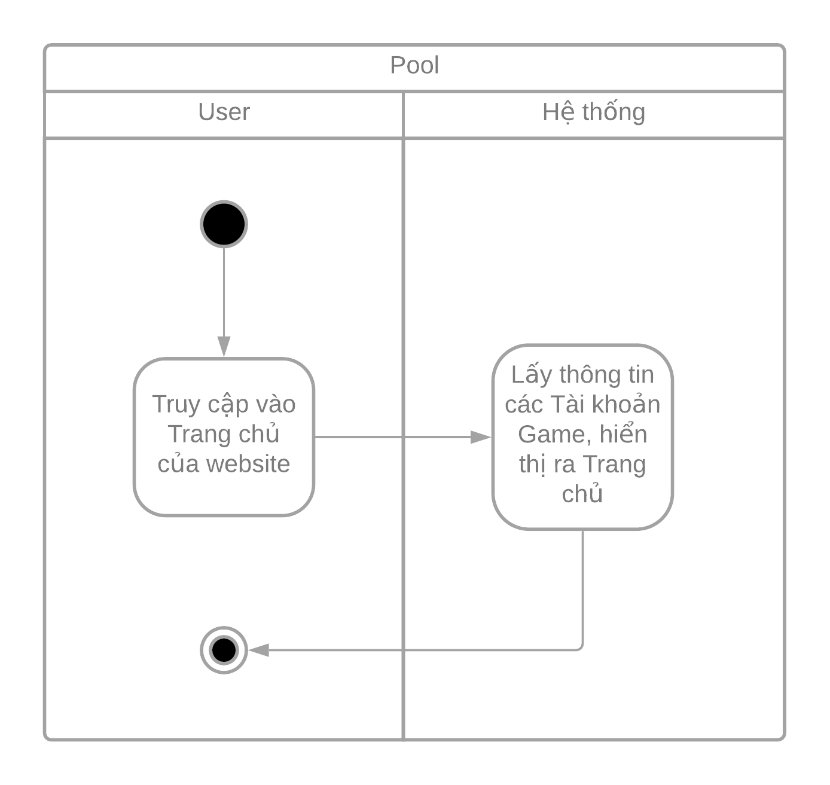 Pool
User
Hệ thống
Truy cập vào
Trang chủ
của website
Lấy thông tin
các Tài khoản
Game, hiển
thị ra Trang
chủ